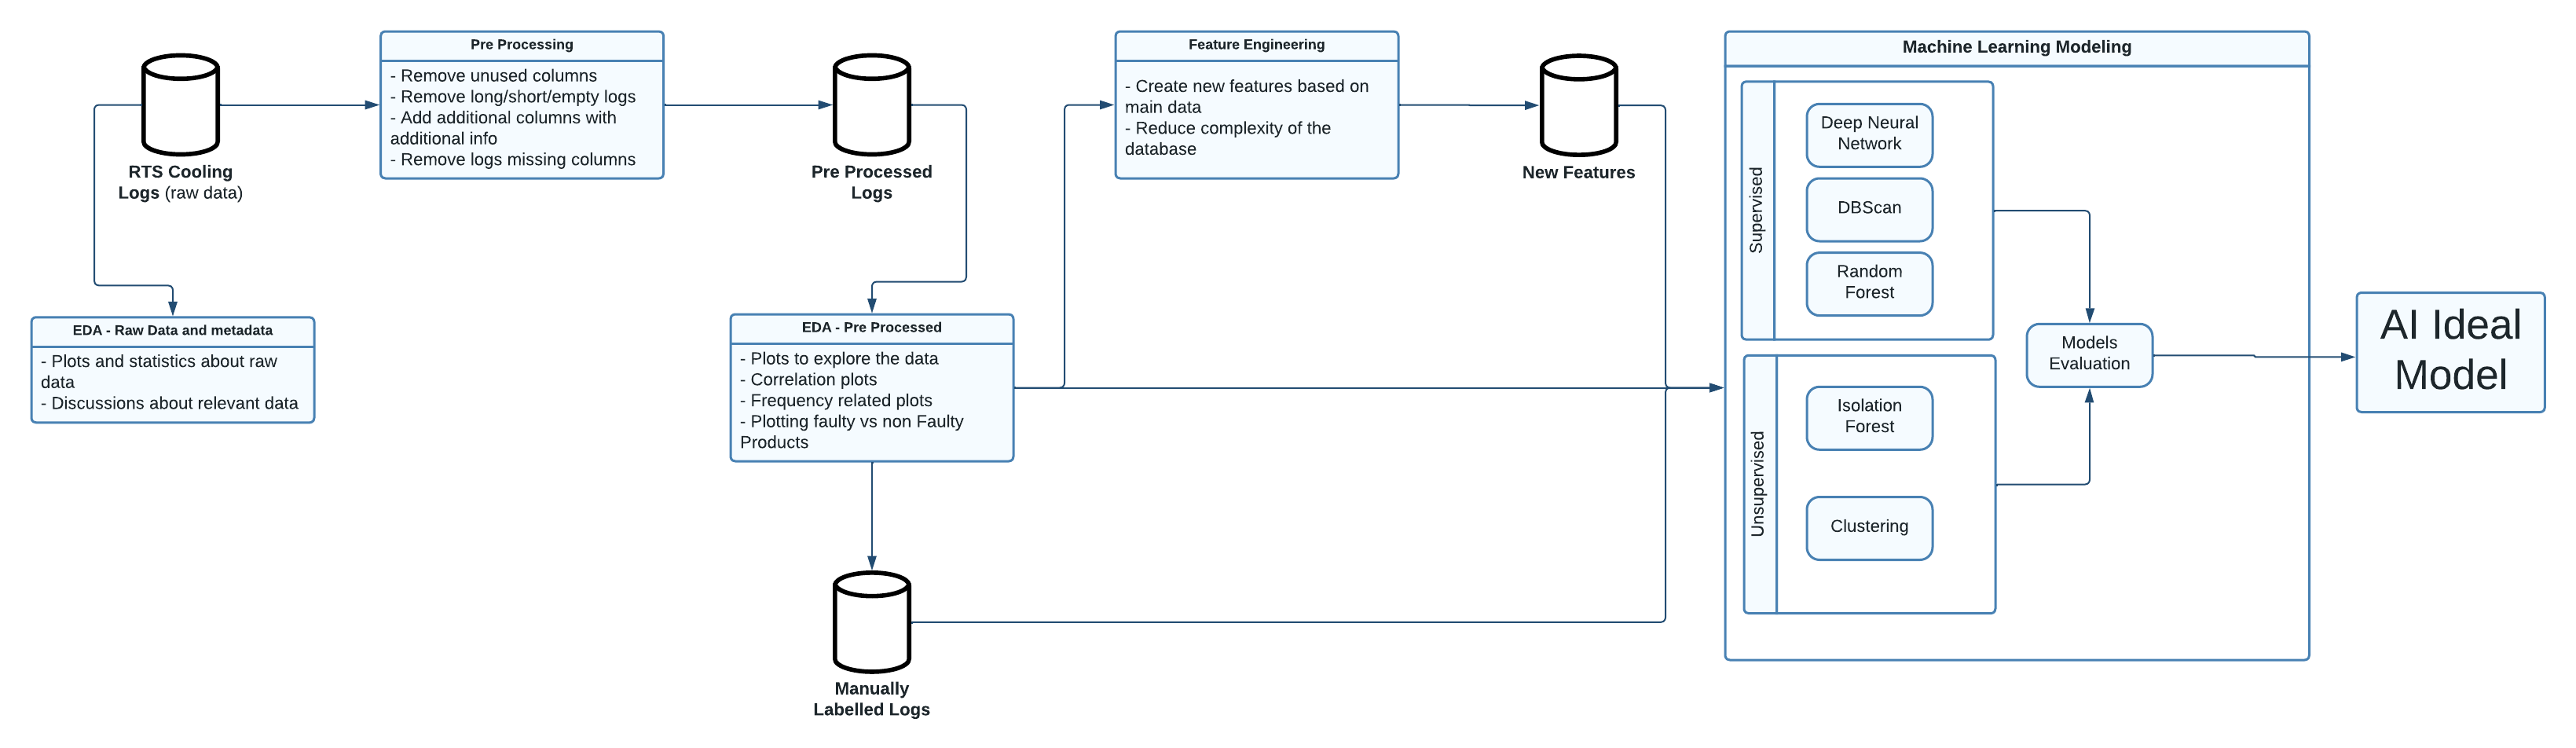 RTS Cooling
Logs (raw data)
EDA - Raw Data and metadata
- Plots and statistics about raw
data
- Discussions about relevant data
Pre Processing
- Remove unused columns
- Remove long/short/empty logs
- Add additional columns with
additional info
- Remove logs missing columns
Pre Processed
Logs
EDA - Pre Processed
- Plots to explore the data
- Correlation plots
- Frequency related plots
- Plotting faulty vs non Faulty
Products
Manually
Labelled Logs
Feature Engineering
- Create new features based on
main data
- Reduce complexity of the
database
New Features
Machine Learning Modeling
Supervised
Deep Neural
Network
DBScan
Random
Forest
Unsupervised
Isolation
Forest
Clustering
Models
Evaluation
AI Ideal
Model